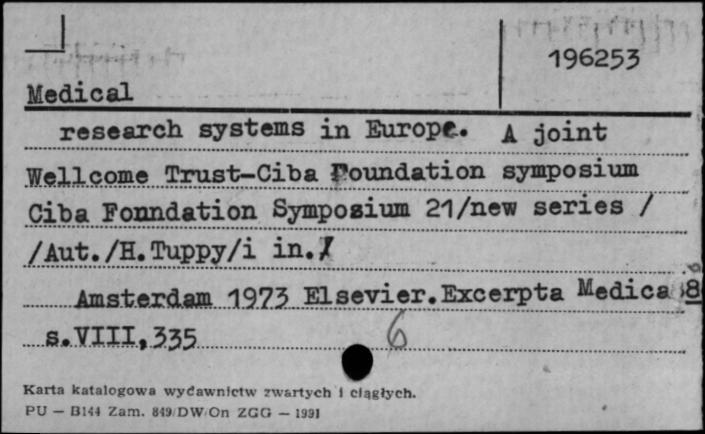 196253
Medical
research systems in Europe. A joint
Wellcome Trust-Ciba Foundation symposium
Ciba Fonndation Symposium 21/new series /
/Aut./H.Tuppy/i in./
Amsterdam 1973 Elsevier.Excerpta Medica 8
s.VIII,335 6
Karta katalogowa wydawnictw zwartych i ciągłych.
PU — B144 Zam. 849/DW/On ZGG — 1991